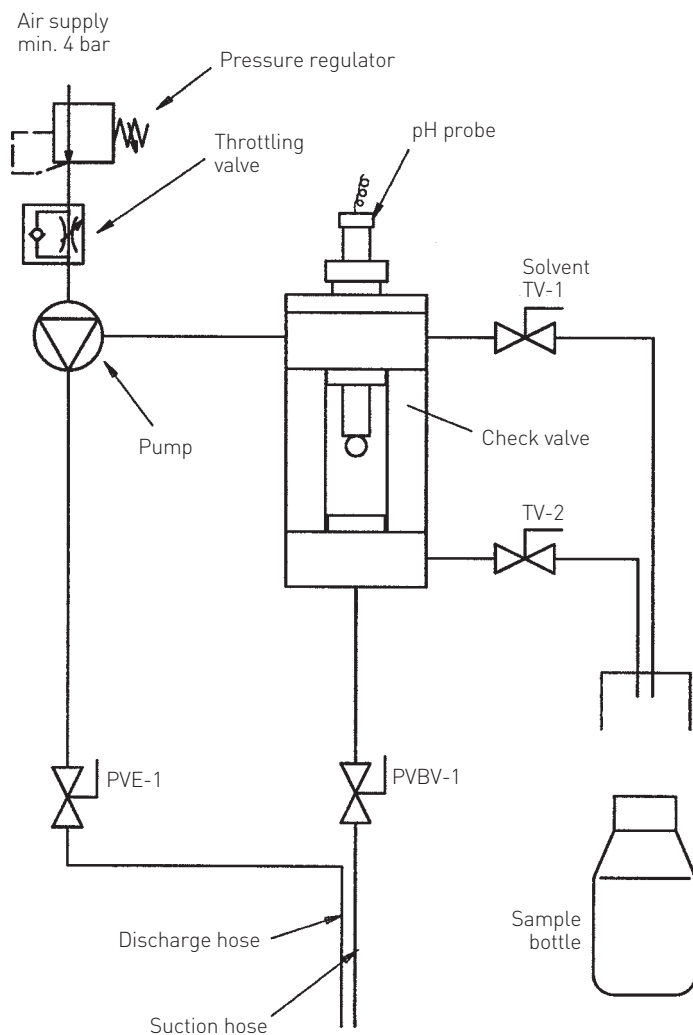 Air supply
min. 4 bar
Pressure regulator
pH probe
Throttling
valve
Solvent
TV-1
Pump
Check valve
TV-2
PVE-1
PVBV-1
Discharge hose
Sample
bottle
Suction hose